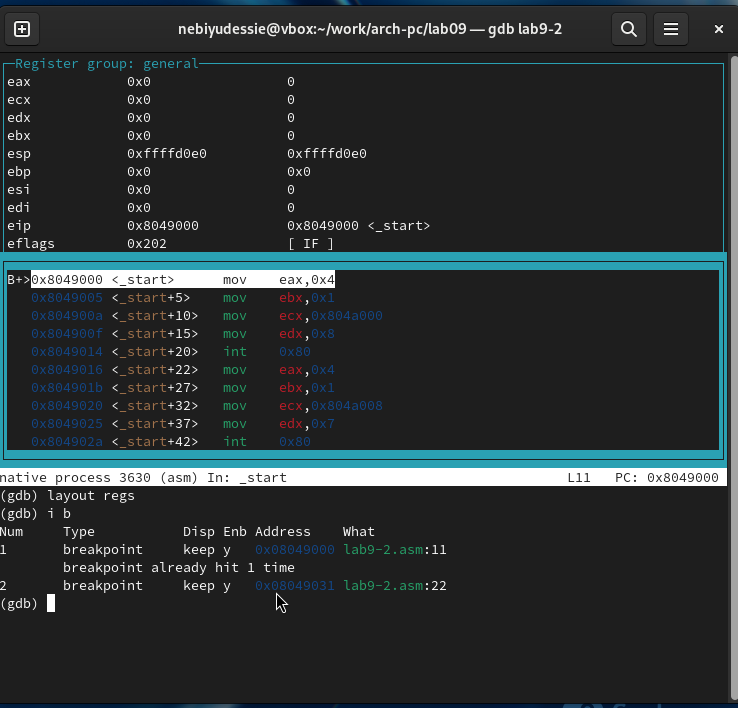 nebiyudessie@vbox:~/work/arch-pc/lab09 — gdb lab9-2
Register group: general
eax 0x0 0
ecx 0x0 0
edx 0x0 0
ebx 0x0 0
esp 0xffffd0e0 0xffffd0e0
ebp 0x0 0x0
esi 0x0 0
edi 0x0 0
eip 0x8049000 0x8049000 <_start>
eflags 0x202 [ IF ]
B+>0x8049000 <_start> mov eax,0x4
0x8049005 <_start+5> mov ebx,0x1
0x804900a <_start+10> mov ecx,0x804a000
0x804900f <_start+15> mov edx,0x8
0x8049014 <_start+20> int 0x80
0x8049016 <_start+22> mov eax,0x4
0x804901b <_start+27> mov ebx,0x1
0x8049020 <_start+32> mov ecx,0x804a008
0x8049025 <_start+37> mov edx,0x7
0x804902a <_start+42> int 0x80
native process 3630 (asm) In: _start L11 PC: 0x8049000
(gdb) layout regs
(gdb) i b
Num Type Disp Enb Address What
1 breakpoint keep y 0x08049000 lab9-2.asm:11
breakpoint already hit 1 time
2 breakpoint keep y 0x08049031 lab9-2.asm:22
(gdb)